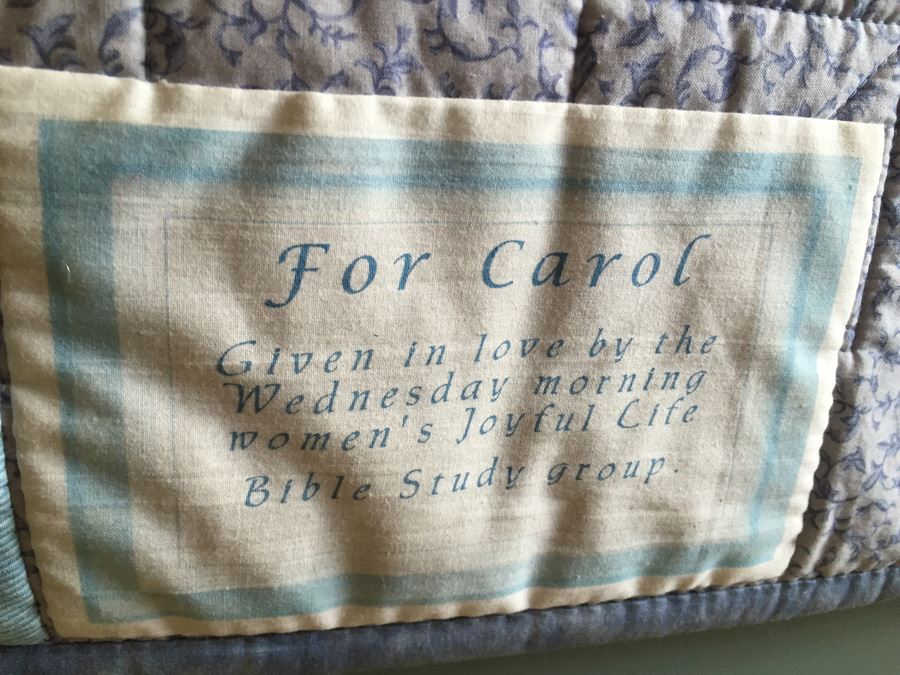 For Carol
Given in love by the
Wednesday morning
women's Joyful Life
Bible Study group.